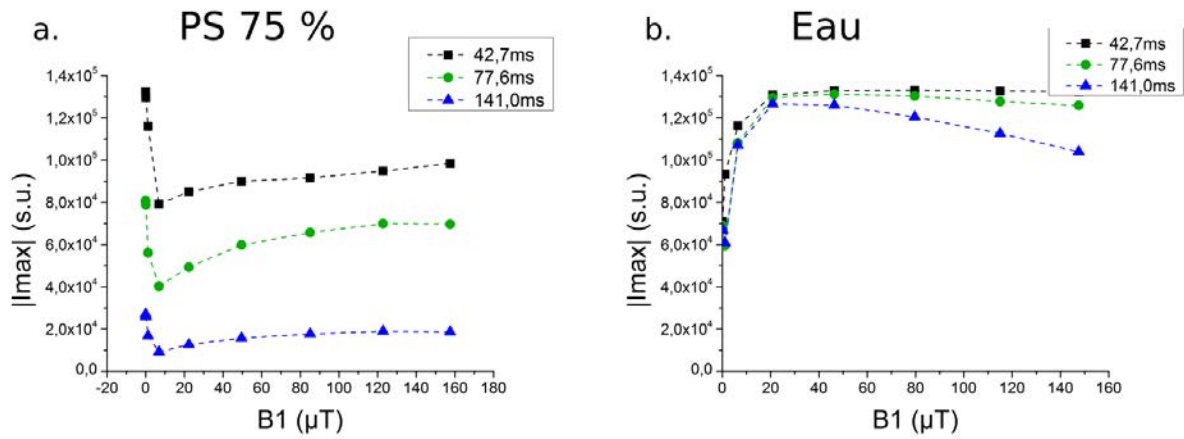 a.
PS 75 %
42,7ms
77,6ms
141,0ms
|Imax| (s.u.)
1,4x10⁵
1,2x10⁵
1,0x10⁵
8,0x10⁴
6,0x10⁴
4,0x10⁴
2,0x10⁴
0,0
-20 0 20 40 60 80 100 120 140 160 180
B1 (µT)
b.
Eau
42,7ms
77,6ms
141,0ms
|Imax| (s.u.)
1,4x10⁵
1,2x10⁵
1,0x10⁵
8,0x10⁴
6,0x10⁴
4,0x10⁴
2,0x10⁴
0,0
0 20 40 60 80 100 120 140 160
B1 (µT)